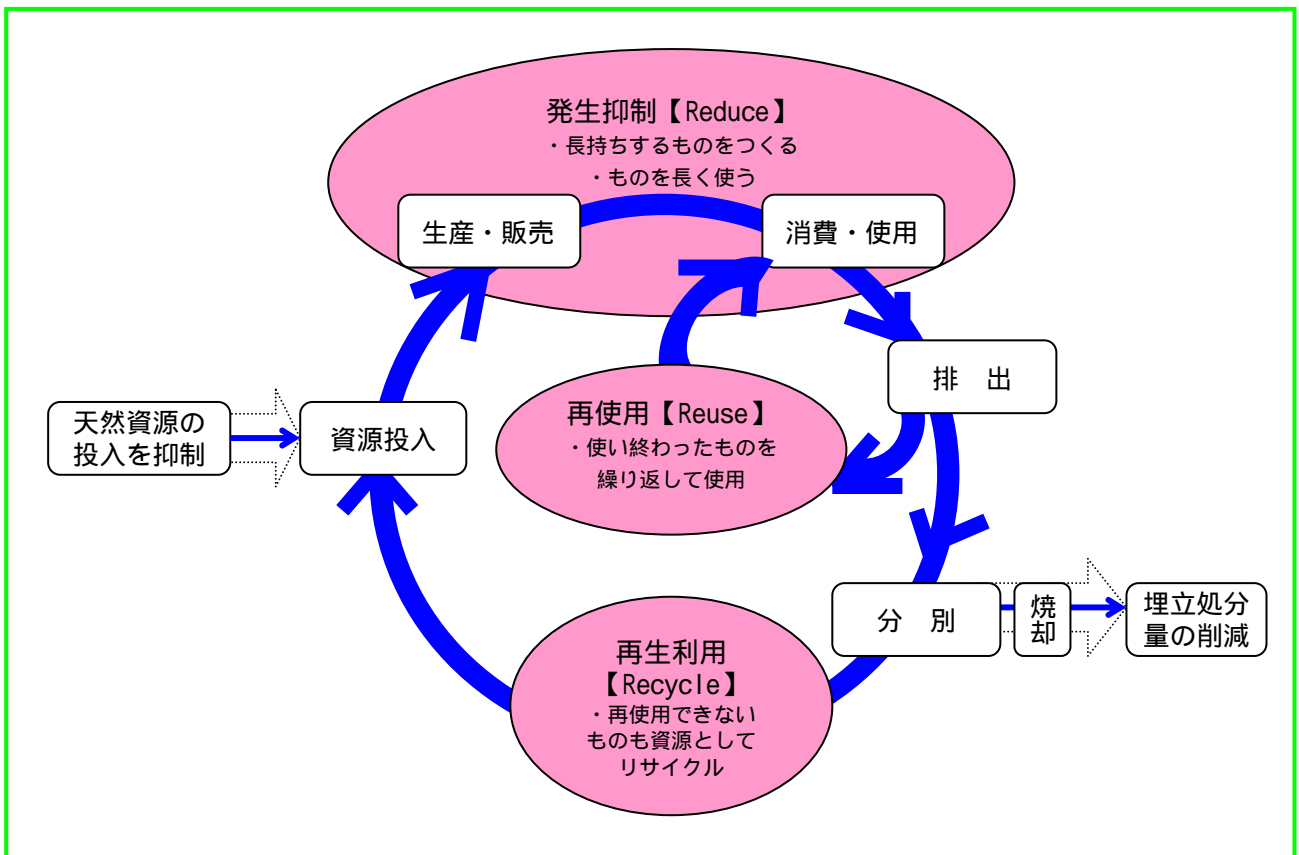 発生抑制【Reduce】
・長持ちするものをつくる
・ものを長く使う
生産・販売
消費・使用
排　出
再使用【Reuse】
・使い終わったものを
繰り返して使用
天然資源の
投入を抑制
資源投入
分　別
焼
却
埋立処分
量の削減
再生利用
【Recycle】
・再使用できない
ものも資源として
リサイクル